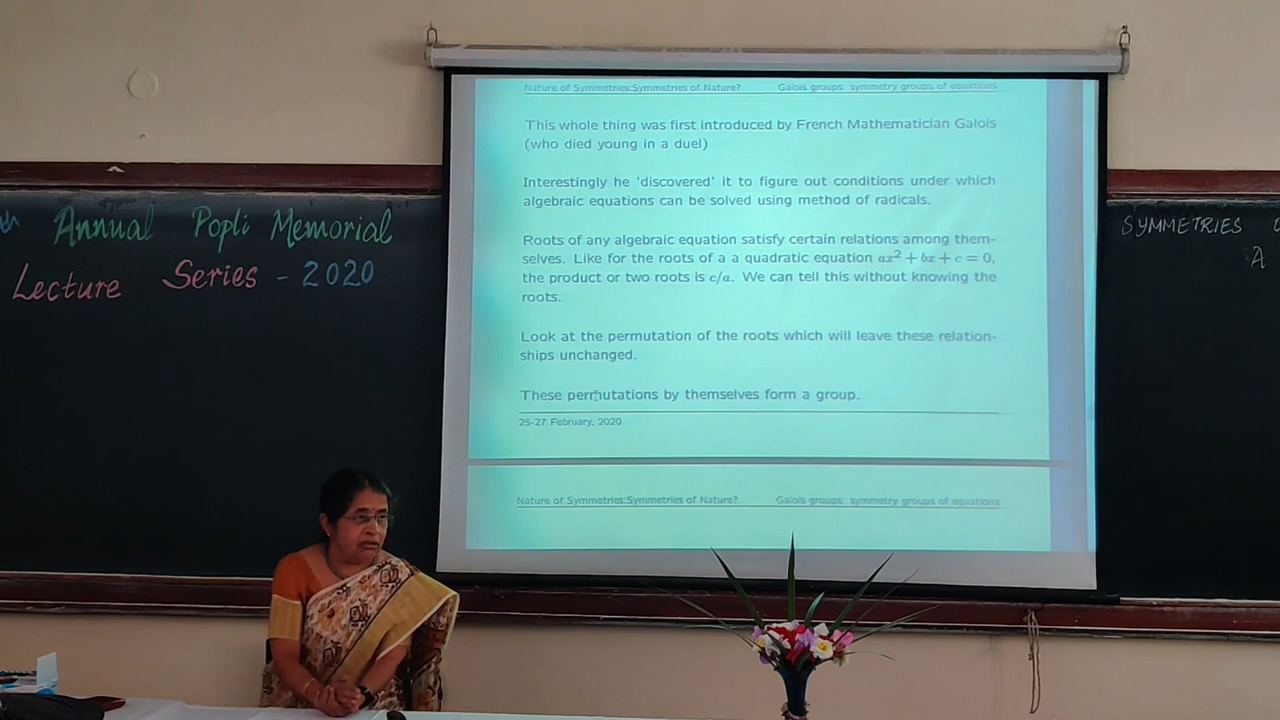 Annual Popli Memorial
Lecture Series - 2020
Nature of Symmetries:Symmetries of Nature? Galois groups: symmetry groups of equations
This whole thing was first introduced by French Mathematician Galois
(who died young in a duel)
Interestingly he 'discovered' it to figure out conditions under which
algebraic equations can be solved using method of radicals.
Roots of any algebraic equation satisfy certain relations among them-
selves. Like for the roots of a a quadratic equation ax² + bx + c = 0,
the product or two roots is c/a. We can tell this without knowing the
roots.
Look at the permutation of the roots which will leave these relation-
ships unchanged.
These permutations by themselves form a group.
25-27 February, 2020
Nature of Symmetries:Symmetries of Nature? Galois groups: symmetry groups of equations
SYMMETRIES
A